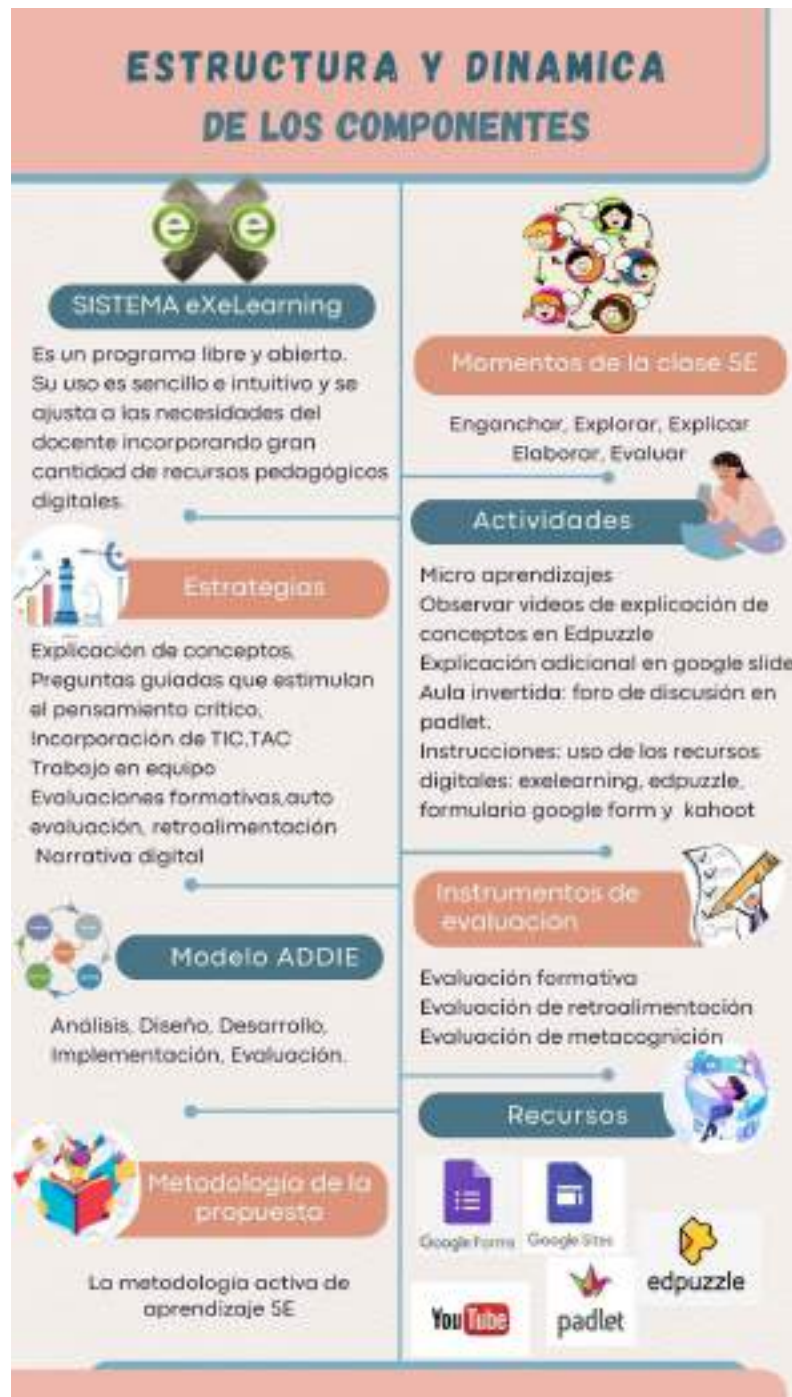 ESTRUCTURA Y DINAMICA
DE LOS COMPONENTES
eXe
SISTEMA eXeLearning
Es un programa libre y abierto.
Su uso es sencillo e intuitivo y se
ajusta a las necesidades del
docente incorporando gran
cantidad de recursos pedagógicos
digitales.
Estrategias
Explicación de conceptos,
Preguntas guiadas que estimulan
el pensamiento crítico,
Incorporación de TIC,TAC
Trabajo en equipo
Evaluaciones formativas,auto
evaluación, retroalimentación
Narrativa digital
Modelo ADDIE
Análisis, Diseño, Desarrollo,
Implementación, Evaluación.
Metodología de la
propuesta
La metodología activa de
aprendizaje 5E
Momentos de la clase 5E
Enganchar, Explorar, Explicar
Elaborar, Evaluar
Actividades
Micro aprendizajes
Observar videos de explicación de
conceptos en Edpuzzle
Explicación adicional en google slide
Aula invertida: foro de discusión en
padlet.
Instrucciones: uso de los recursos
digitales: exelearning, edpuzzle,
formulario google form y kahoot
Instrumentos de
evaluación
Evaluación formativa
Evaluación de retroalimentación
Evaluación de metacognición
Recursos
Google Forms
Google Sites
edpuzzle
YouTube
padlet